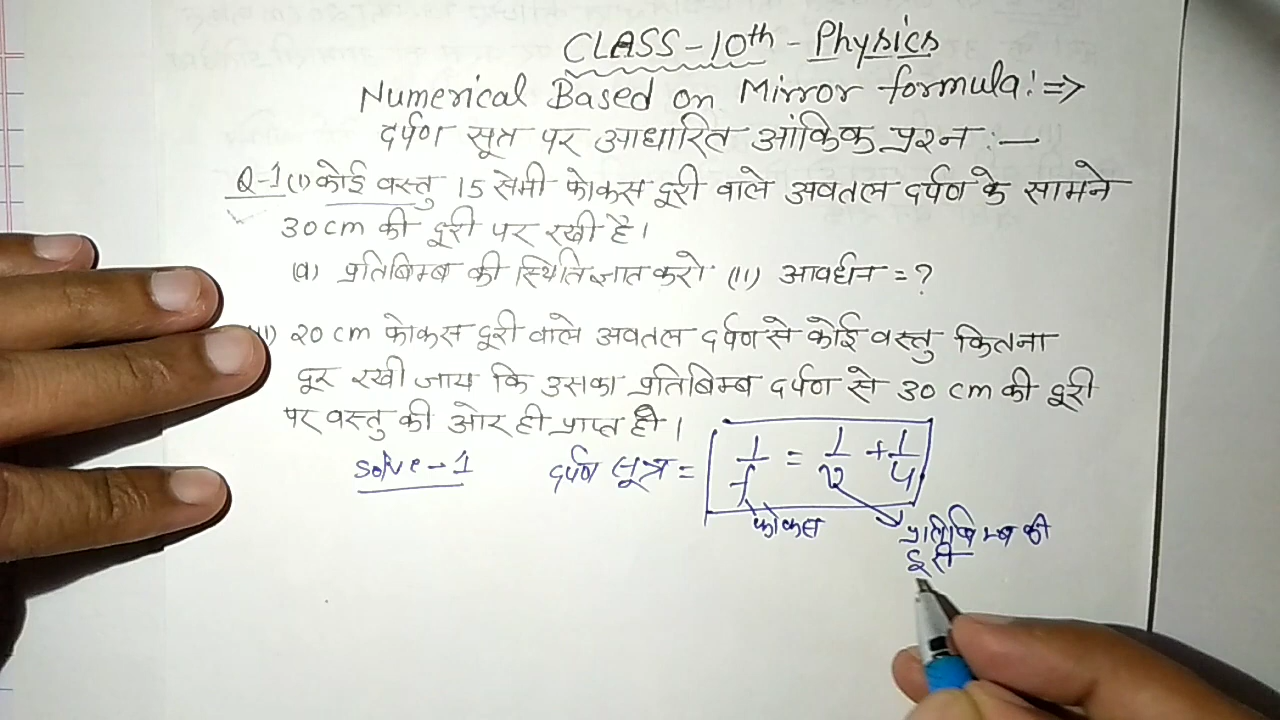 CLASS-10th - Physics
Numerical Based on Mirror formula:⇒
दर्पण सूत्र पर आधारित आंकिक प्रश्न :—
Q-1 (i) कोई वस्तु 15 सेमी फोकस दूरी वाले अवतल दर्पण के सामने
30 cm की दूरी पर रखी है।
(a) प्रतिबिम्ब की स्थिति ज्ञात करो (ii) आवर्धन = ?
20 cm फोकस दूरी वाले अवतल दर्पण से कोई वस्तु कितना
दूर रखी जाय कि उसका प्रतिबिम्ब दर्पण से 30 cm की दूरी
पर वस्तु की ओर ही प्राप्त हो।
Solve - 1 दर्पण सूत्र = 1/f = 1/v + 1/u
फोकस प्रतिबिम्ब की
दूरी